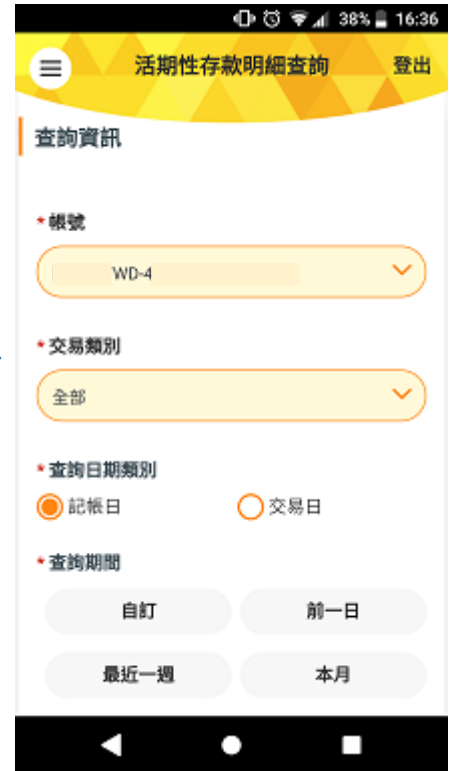 38% 16:36
活期性存款明細查詢 登出
查詢資訊
*帳號
WD-4
*交易類別
全部
*查詢日期類別
記帳日 交易日
*查詢期間
自訂 前一日
最近一週 本月